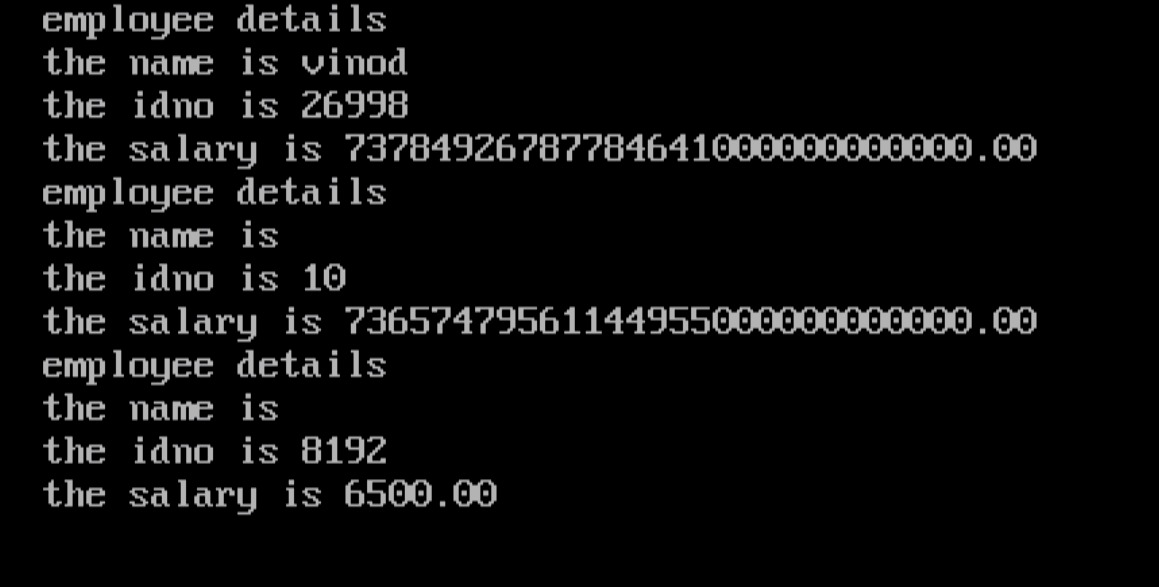 employee details
the name is vinod
the idno is 26998
the salary is 73784926787784641000000000000.00
employee details
the name is
the idno is 10
the salary is 7365747956114495500000000000.00
employee details
the name is
the idno is 8192
the salary is 6500.00